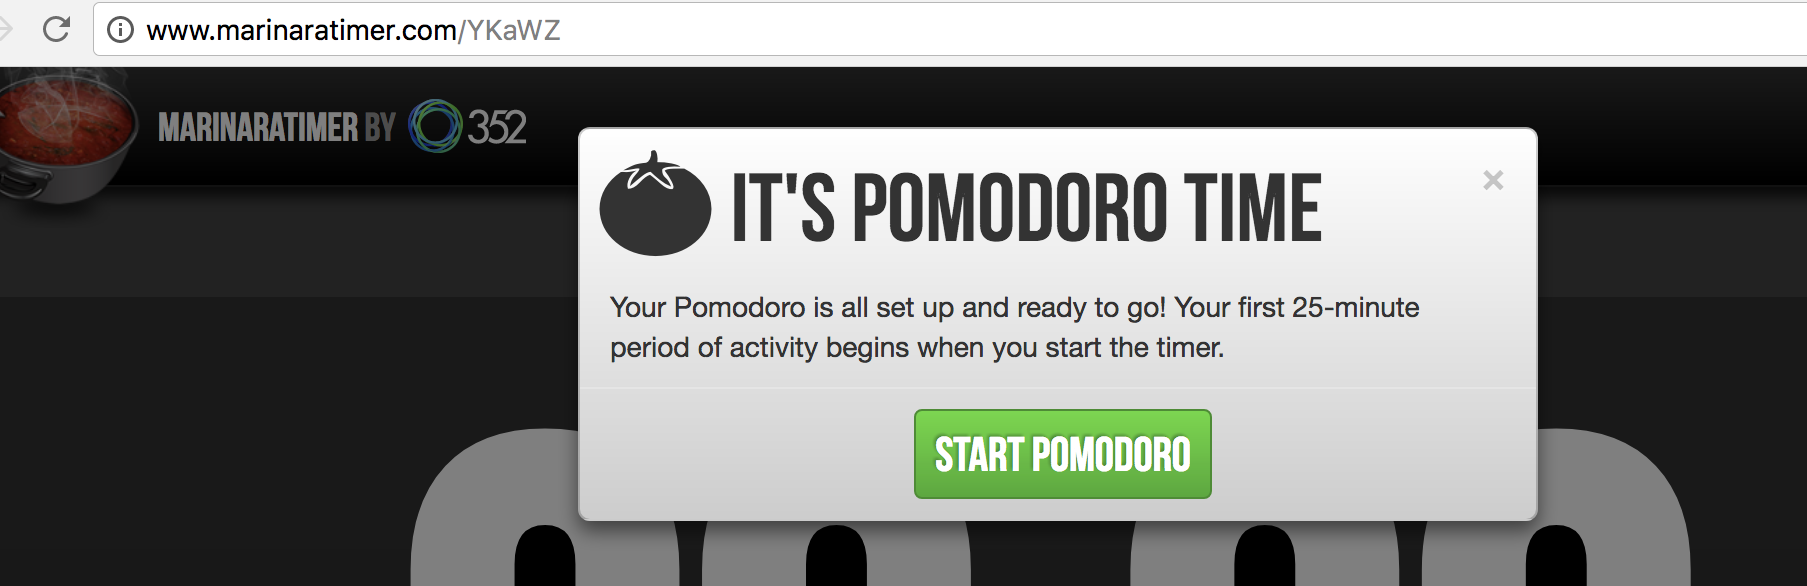 www.marinaratimer.com/YKaWZ
MARINARATIMER BY 352
IT'S POMODORO TIME
×
Your Pomodoro is all set up and ready to go! Your first 25-minute
period of activity begins when you start the timer.
START POMODORO